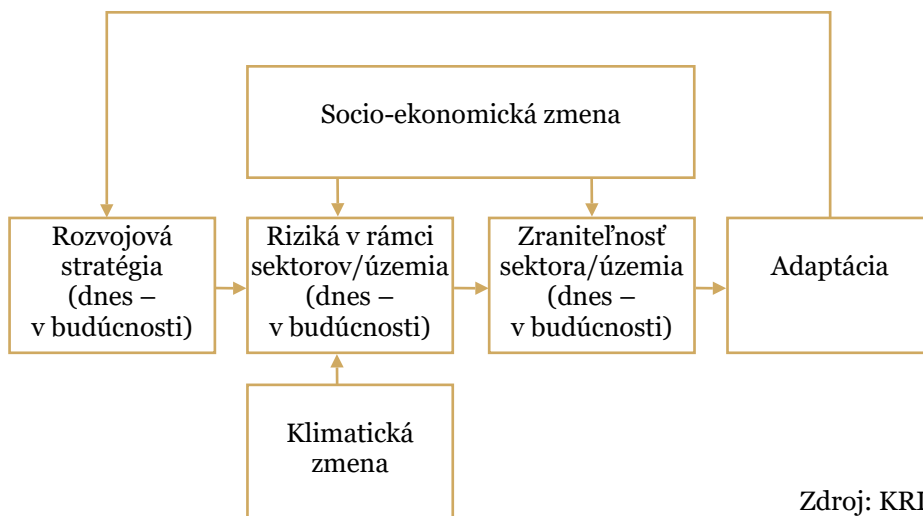 Socio-ekonomická zmena
Rozvojová
stratégia
(dnes –
v budúcnosti)
Riziká v rámci
sektorov/územia
(dnes –
v budúcnosti)
Zraniteľnosť
sektora/územia
(dnes –
v budúcnosti)
Adaptácia
Klimatická
zmena
Zdroj: KRI